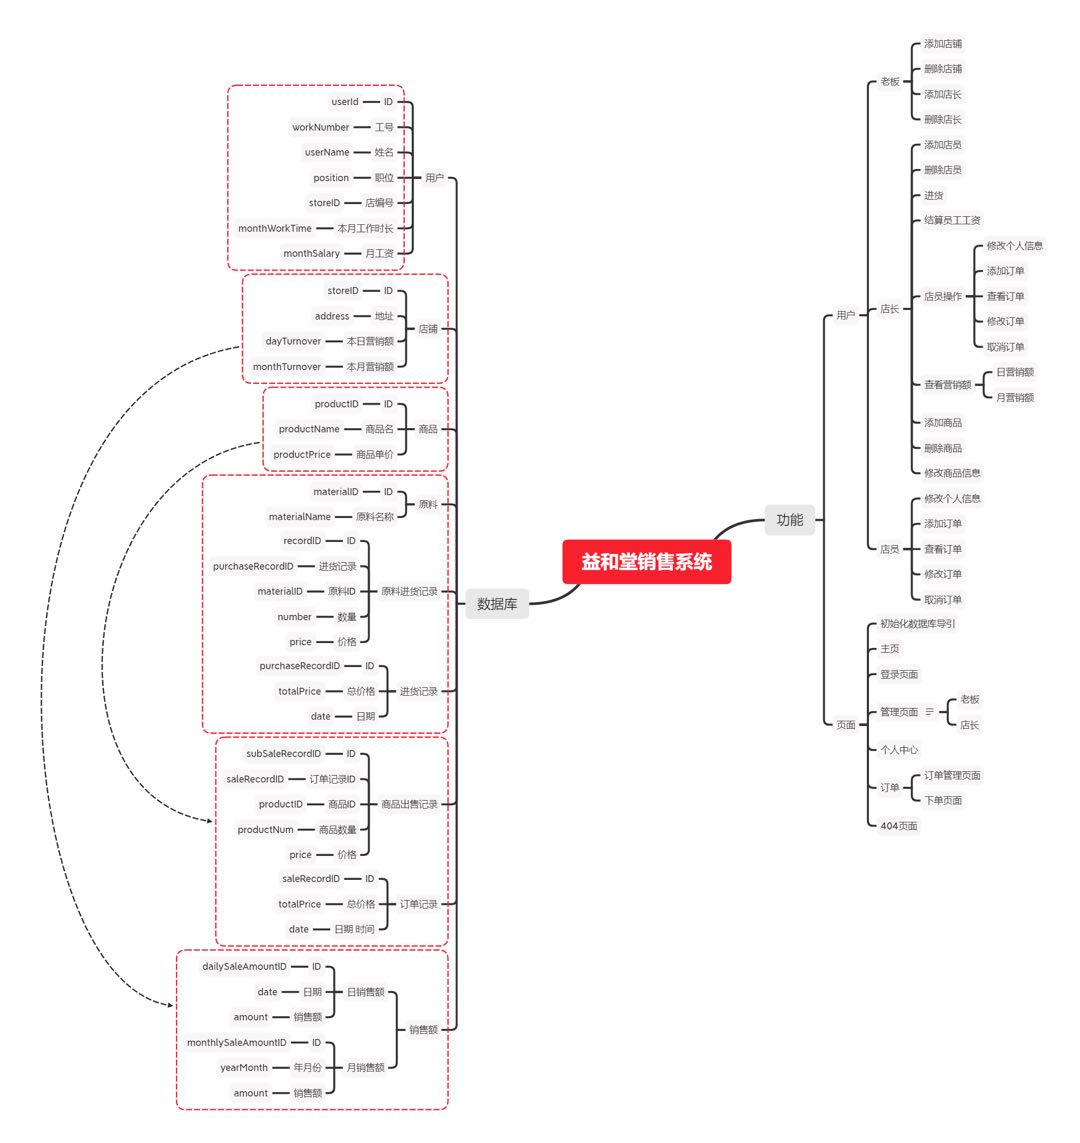 益和堂销售系统
功能
用户
老板
添加店铺
删除店铺
添加店长
删除店长
店长
添加店员
删除店员
进货
结算员工工资
店员操作
修改个人信息
添加订单
查看订单
修改订单
取消订单
查看营销额
日营销额
月营销额
添加商品
删除商品
修改商品信息
店员
修改个人信息
添加订单
查看订单
修改订单
取消订单
页面
初始化数据库导引
主页
登录页面
管理页面
老板
店长
个人中心
订单
订单管理页面
下单页面
404页面
数据库
用户
userId ID
workNumber 工号
userName 姓名
position 职位
storeID 店编号
monthWorkTime 本月工作时长
monthSalary 月工资
店铺
storeID ID
address 地址
dayTurnover 本日营销额
monthTurnover 本月营销额
商品
productID ID
productName 商品名
productPrice 商品单价
原料
materialID ID
materialName 原料名称
原料进货记录
recordID ID
purchaseRecordID 进货记录
materialID 原料ID
number 数量
price 价格
进货记录
purchaseRecordID ID
totalPrice 总价格
date 日期
商品出售记录
subSaleRecordID ID
saleRecordID 订单记录ID
productID 商品ID
productNum 商品数量
price 价格
订单记录
saleRecordID ID
totalPrice 总价格
date 日期 时间
销售额
日销售额
dailySaleAmountID ID
date 日期
amount 销售额
月销售额
monthlySaleAmountID ID
yearMonth 年月份
amount 销售额